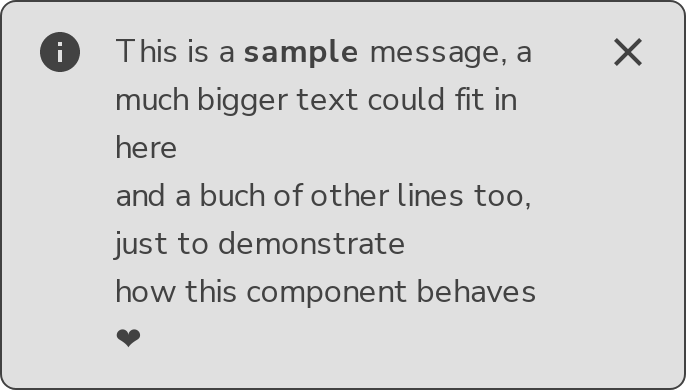 This is a sample message, a
much bigger text could fit in
here
and a buch of other lines too,
just to demonstrate
how this component behaves
❤